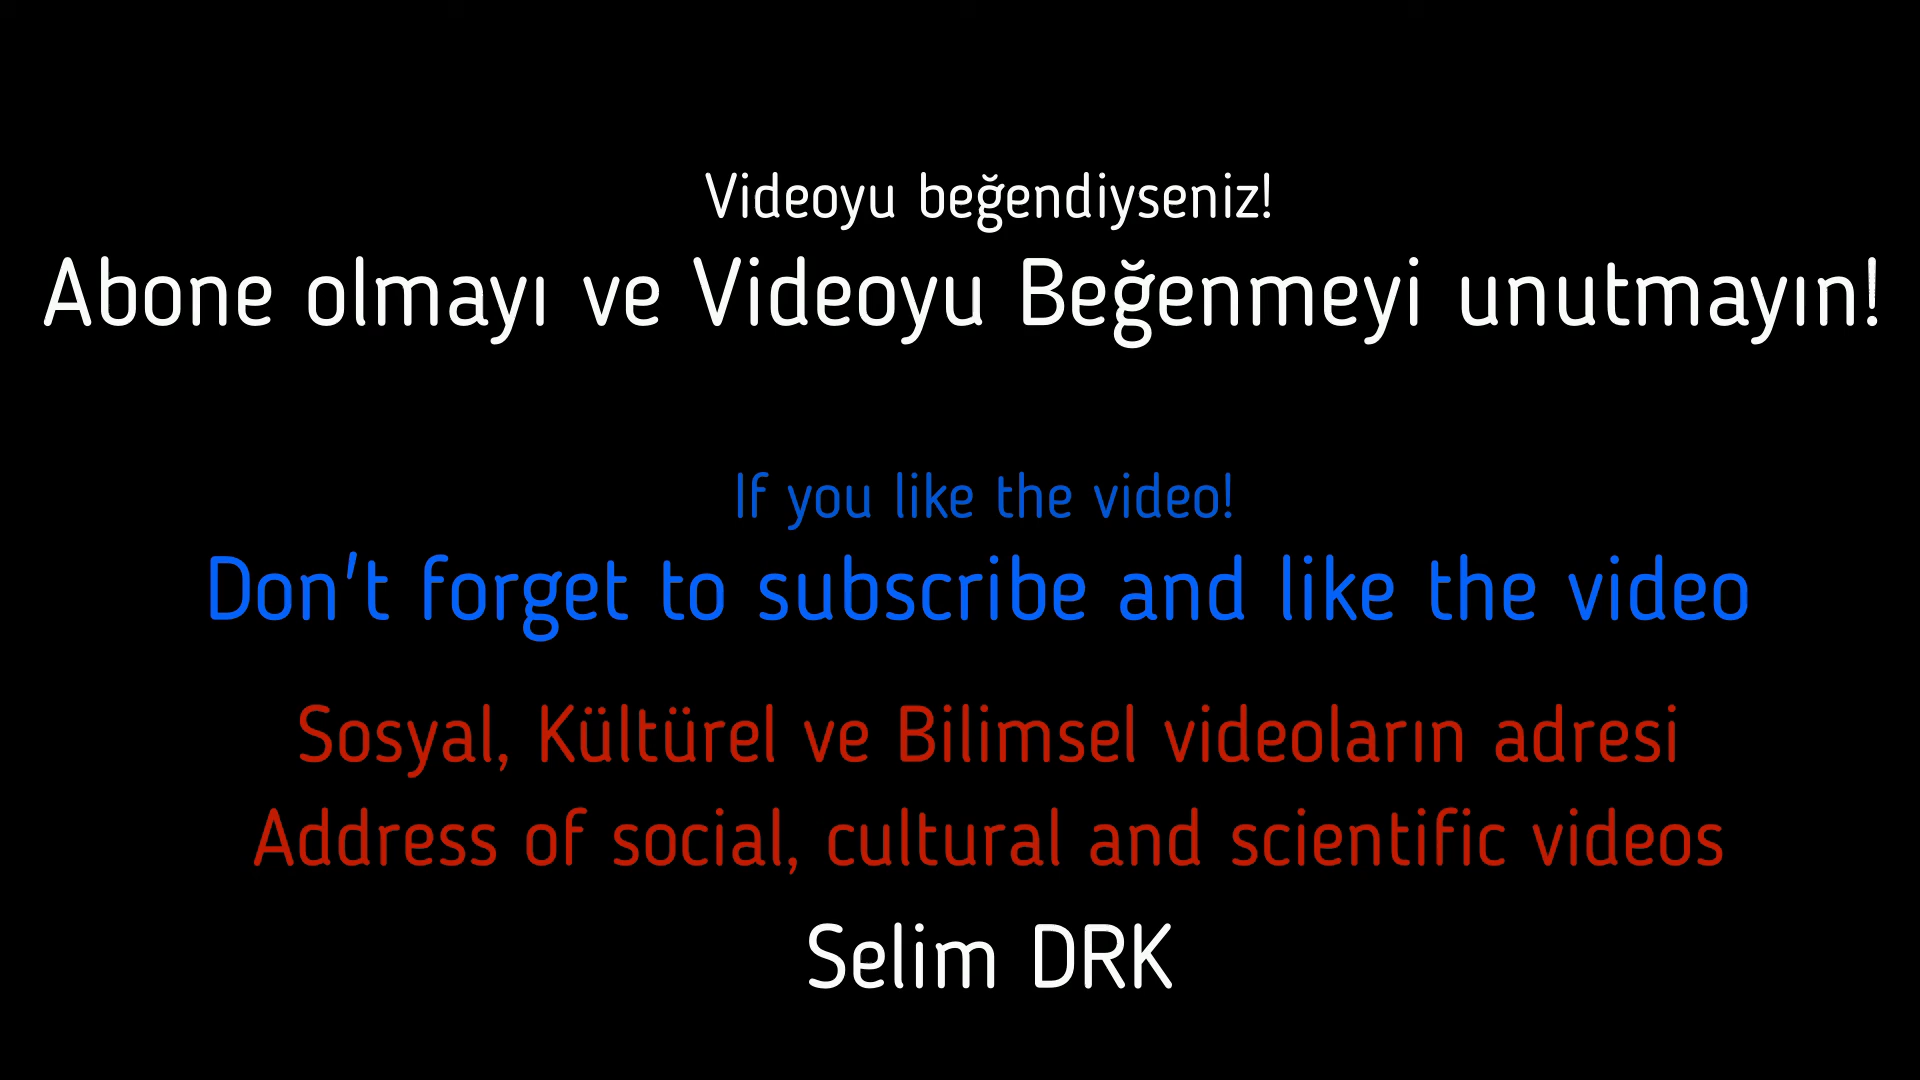 Videoyu beğendiyseniz!
Abone olmayı ve Videoyu Beğenmeyi unutmayın!
If you like the video!
Don't forget to subscribe and like the video
Sosyal, Kültürel ve Bilimsel videoların adresi
Address of social, cultural and scientific videos
Selim DRK